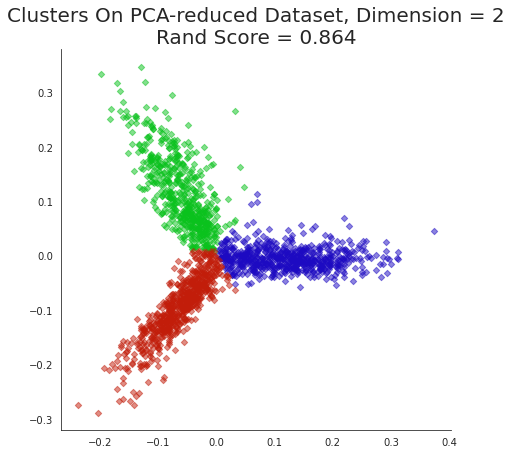 Clusters On PCA-reduced Dataset, Dimension = 2
Rand Score = 0.864
0.3
0.2
0.1
0.0
−0.1
−0.2
−0.3
−0.2 −0.1 0.0 0.1 0.2 0.3 0.4